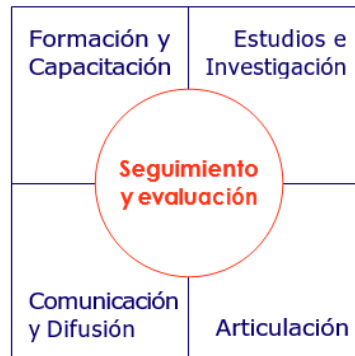 Formación y
Capacitación
Estudios e
Investigación
Seguimiento
y evaluación
Comunicación
y Difusión
Articulación